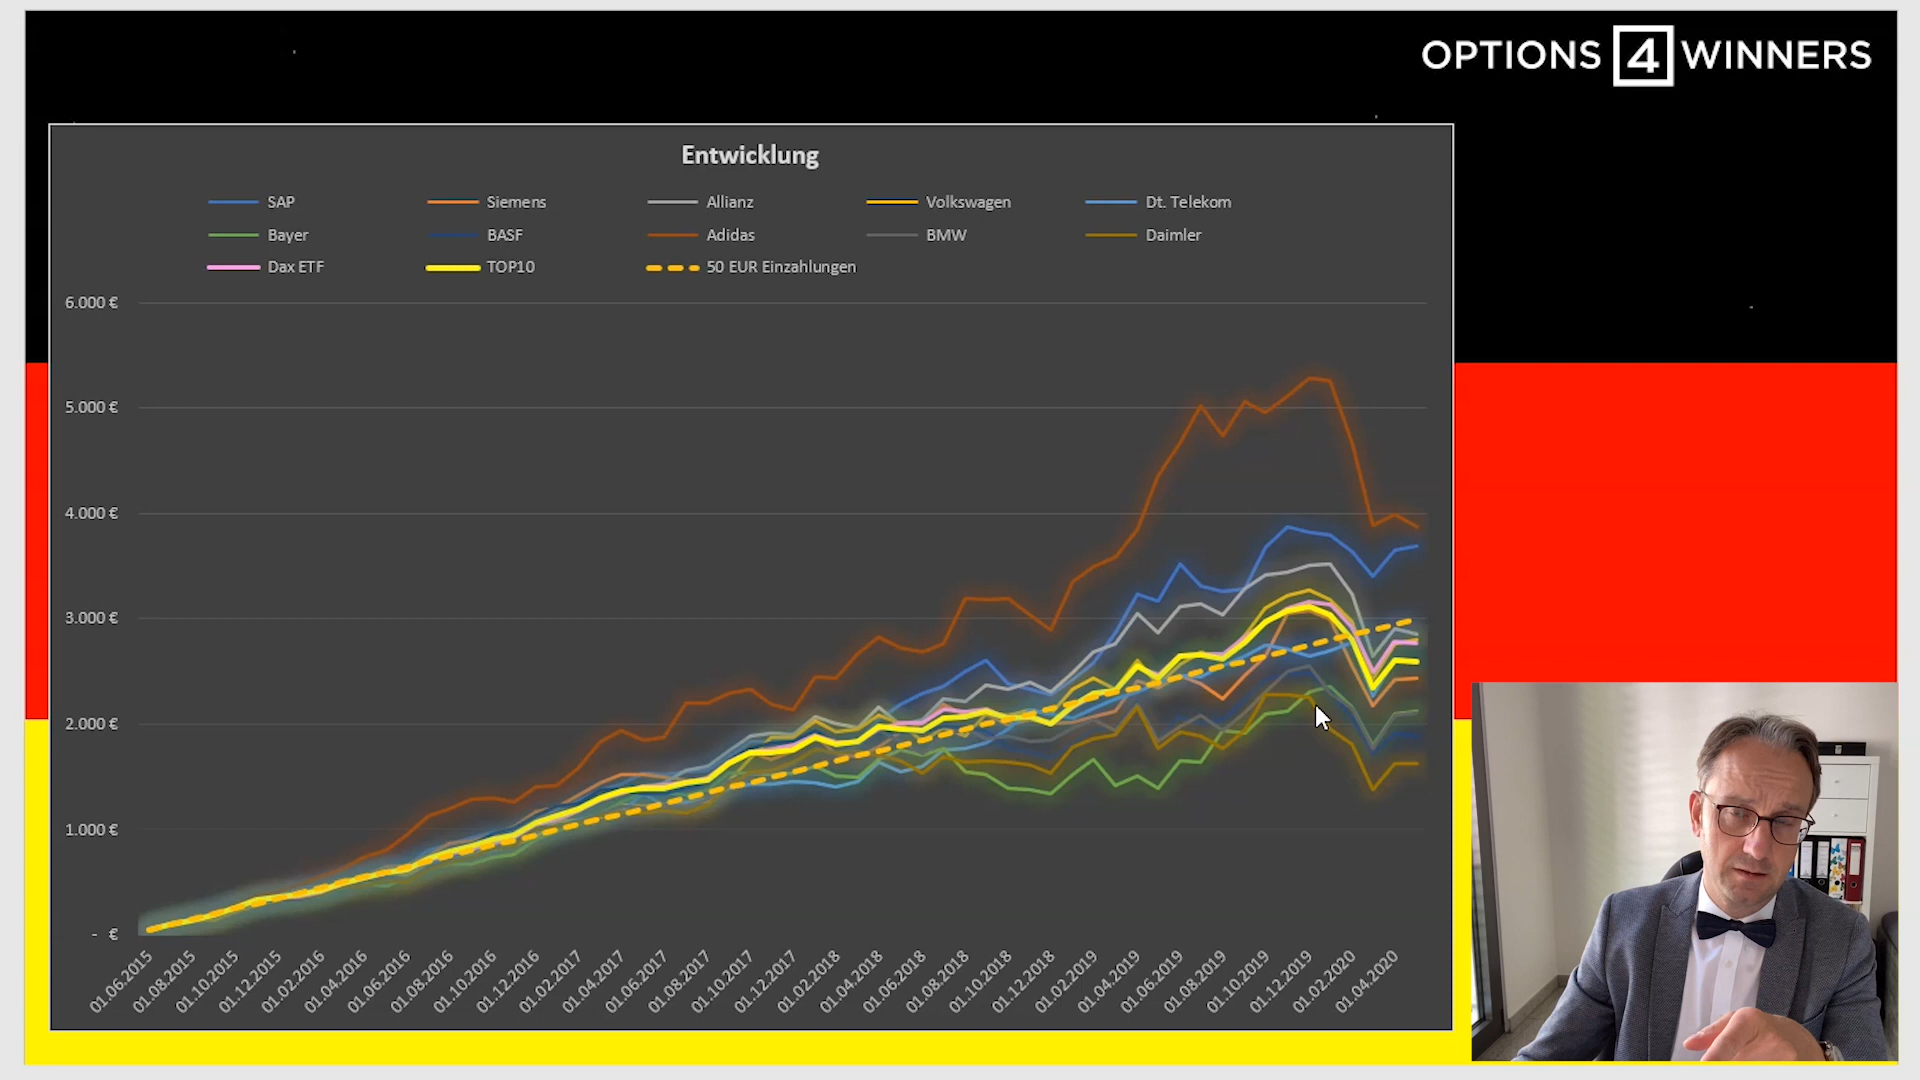 OPTIONS 4 WINNERS
Entwicklung
SAP Siemens Allianz Volkswagen Dt. Telekom
Bayer BASF Adidas BMW Daimler
Dax ETF TOP10 50 EUR Einzahlungen
6.000 €
5.000 €
4.000 €
3.000 €
2.000 €
1.000 €
- €
01.06.2015 01.08.2015 01.10.2015 01.12.2015 01.02.2016 01.04.2016 01.06.2016 01.08.2016 01.10.2016 01.12.2016 01.02.2017 01.04.2017 01.06.2017 01.08.2017 01.10.2017 01.12.2017 01.02.2018 01.04.2018 01.06.2018 01.08.2018 01.10.2018 01.12.2018 01.02.2019 01.04.2019 01.06.2019 01.08.2019 01.10.2019 01.12.2019 01.02.2020 01.04.2020